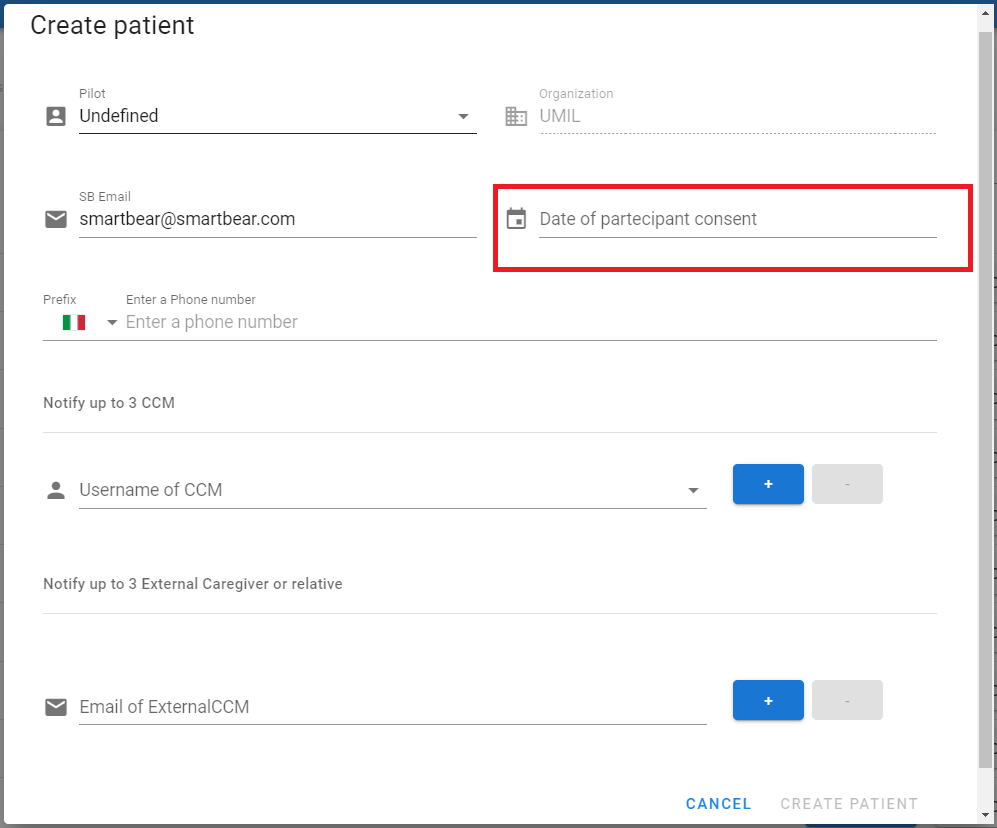 Create patient
Pilot
Undefined
Organization
UMIL
SB Email
smartbear@smartbear.com
Date of partecipant consent
Prefix
Enter a Phone number
Enter a phone number
Notify up to 3 CCM
Username of CCM
+
-
Notify up to 3 External Caregiver or relative
Email of ExternalCCM
+
-
CANCEL
CREATE PATIENT